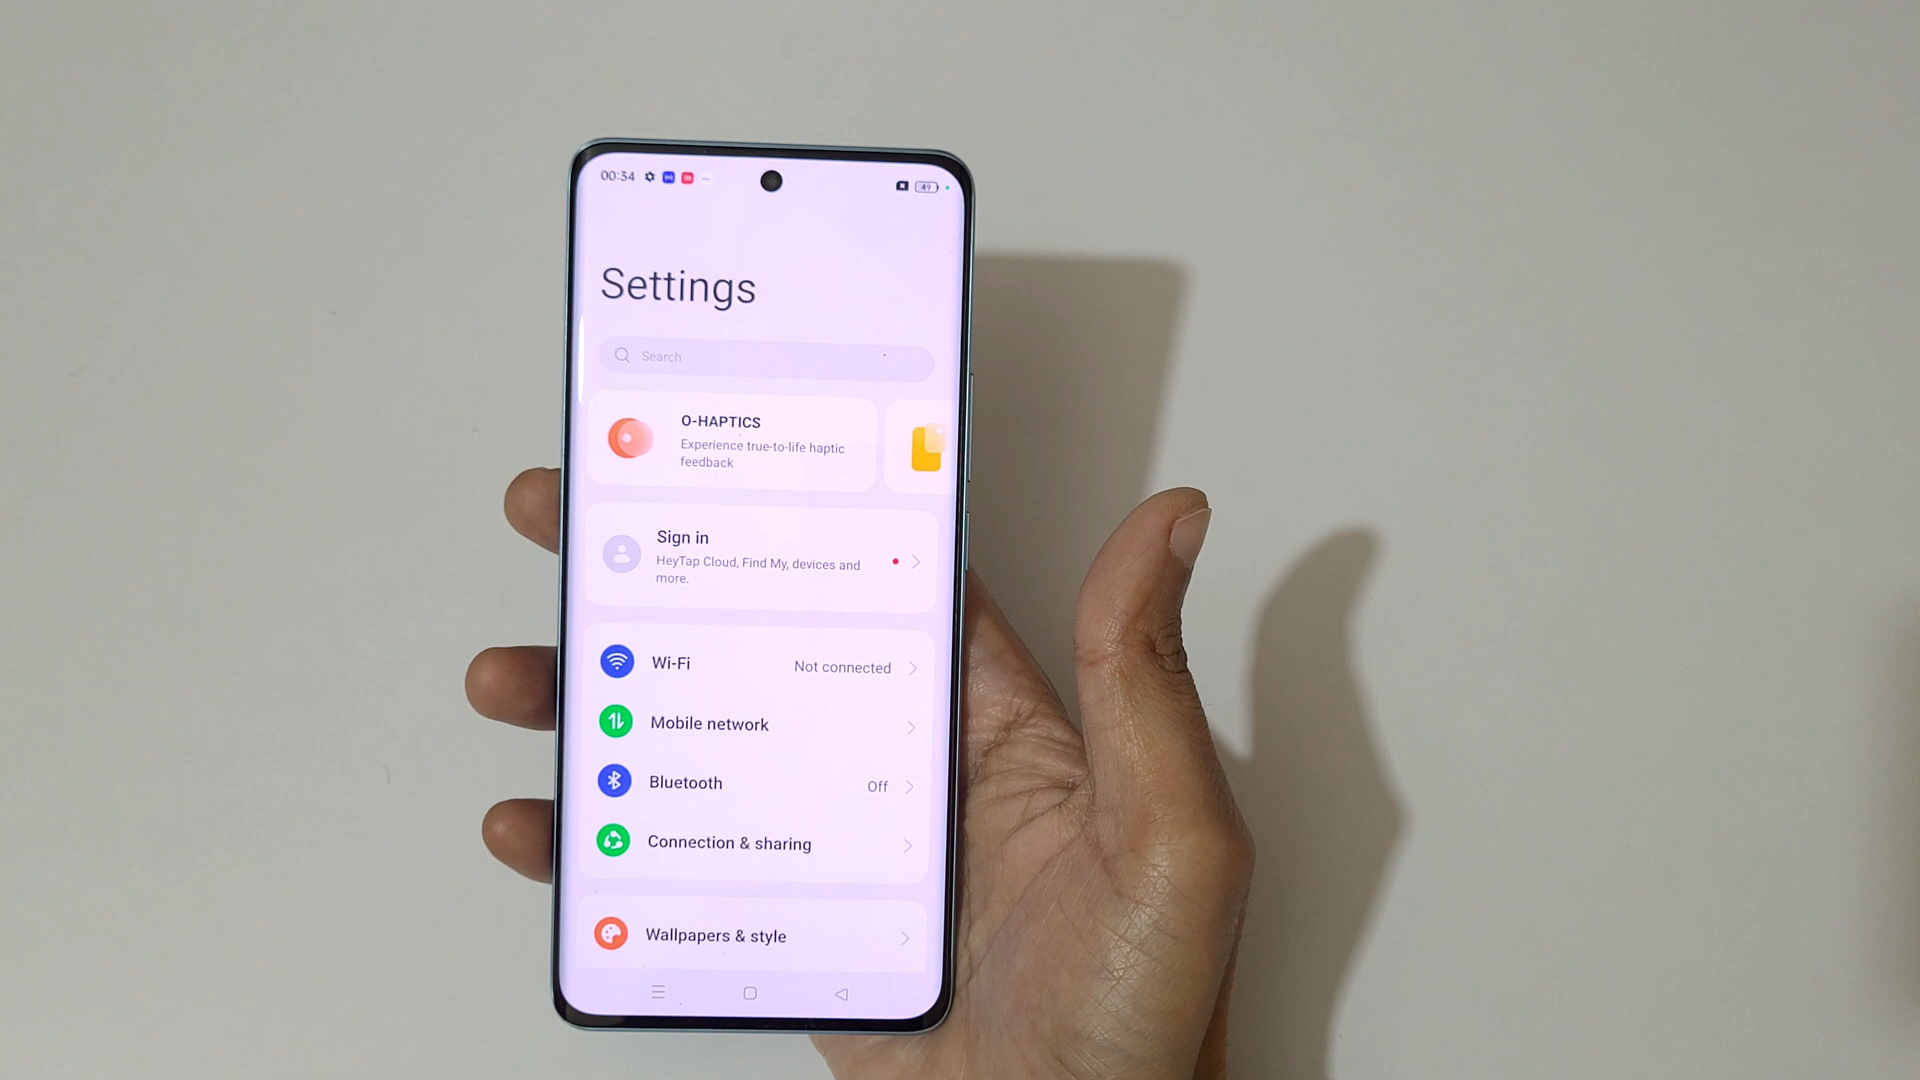 00:34
49
Settings
Search
O-HAPTICS
Experience true-to-life haptic
feedback
Sign in
HeyTap Cloud, Find My, devices and
more.
Wi-Fi Not connected
Mobile network
Bluetooth Off
Connection & sharing
Wallpapers & style